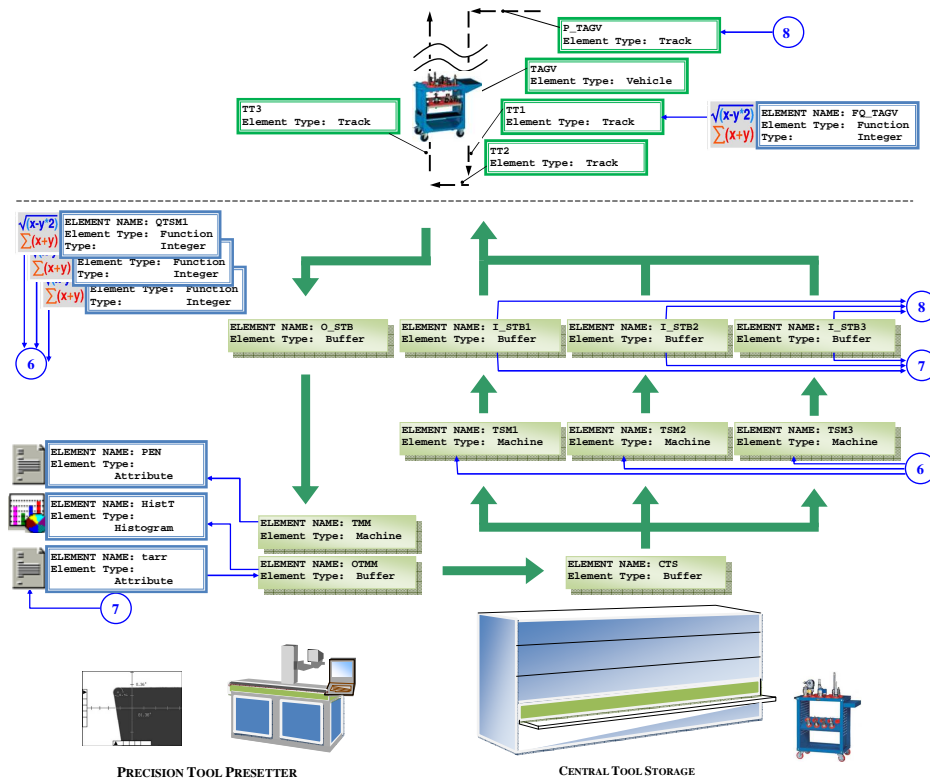 P_TAGV
Element Type: Track
8
TAGV
Element Type: Vehicle
TT3
Element Type: Track
TT1
Element Type: Track
√(x-y*2)
∑(x+y)
ELEMENT NAME: FQ_TAGV
Element Type: Function
Type: Integer
TT2
Element Type: Track
√(x-y*2)
∑(x+y)
ELEMENT NAME: QTSM1
Element Type: Function
Type: Integer
∑(x+y)
Element Type: Function
Type: Integer
∑(x+y)
Element Type: Function
Type: Integer
6
ELEMENT NAME: O_STB
Element Type: Buffer
ELEMENT NAME: I_STB1
Element Type: Buffer
ELEMENT NAME: I_STB2
Element Type: Buffer
ELEMENT NAME: I_STB3
Element Type: Buffer
8
7
ELEMENT NAME: TSM1
Element Type: Machine
ELEMENT NAME: TSM2
Element Type: Machine
ELEMENT NAME: TSM3
Element Type: Machine
6
ELEMENT NAME: PEN
Element Type:
Attribute
ELEMENT NAME: HistT
Element Type:
Histogram
ELEMENT NAME: tarr
Element Type:
Attribute
7
ELEMENT NAME: TMM
Element Type: Machine
ELEMENT NAME: OTMM
Element Type: Buffer
ELEMENT NAME: CTS
Element Type: Buffer
PRECISION TOOL PRESETTER
CENTRAL TOOL STORAGE